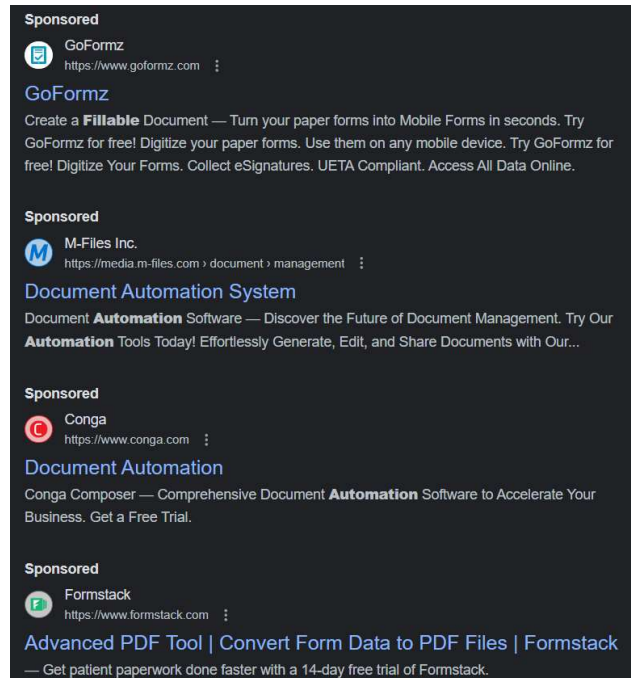 Sponsored
GoFormz
https://www.goformz.com
GoFormz
Create a Fillable Document — Turn your paper forms into Mobile Forms in seconds. Try
GoFormz for free! Digitize your paper forms. Use them on any mobile device. Try GoFormz for
free! Digitize Your Forms. Collect eSignatures. UETA Compliant. Access All Data Online.
Sponsored
M
M-Files Inc.
https://media.m-files.com › document › management
Document Automation System
Document Automation Software — Discover the Future of Document Management. Try Our
Automation Tools Today! Effortlessly Generate, Edit, and Share Documents with Our...
Sponsored
C
Conga
https://www.conga.com
Document Automation
Conga Composer — Comprehensive Document Automation Software to Accelerate Your
Business. Get a Free Trial.
Sponsored
F
Formstack
https://www.formstack.com
Advanced PDF Tool | Convert Form Data to PDF Files | Formstack
— Get patient paperwork done faster with a 14-day free trial of Formstack.